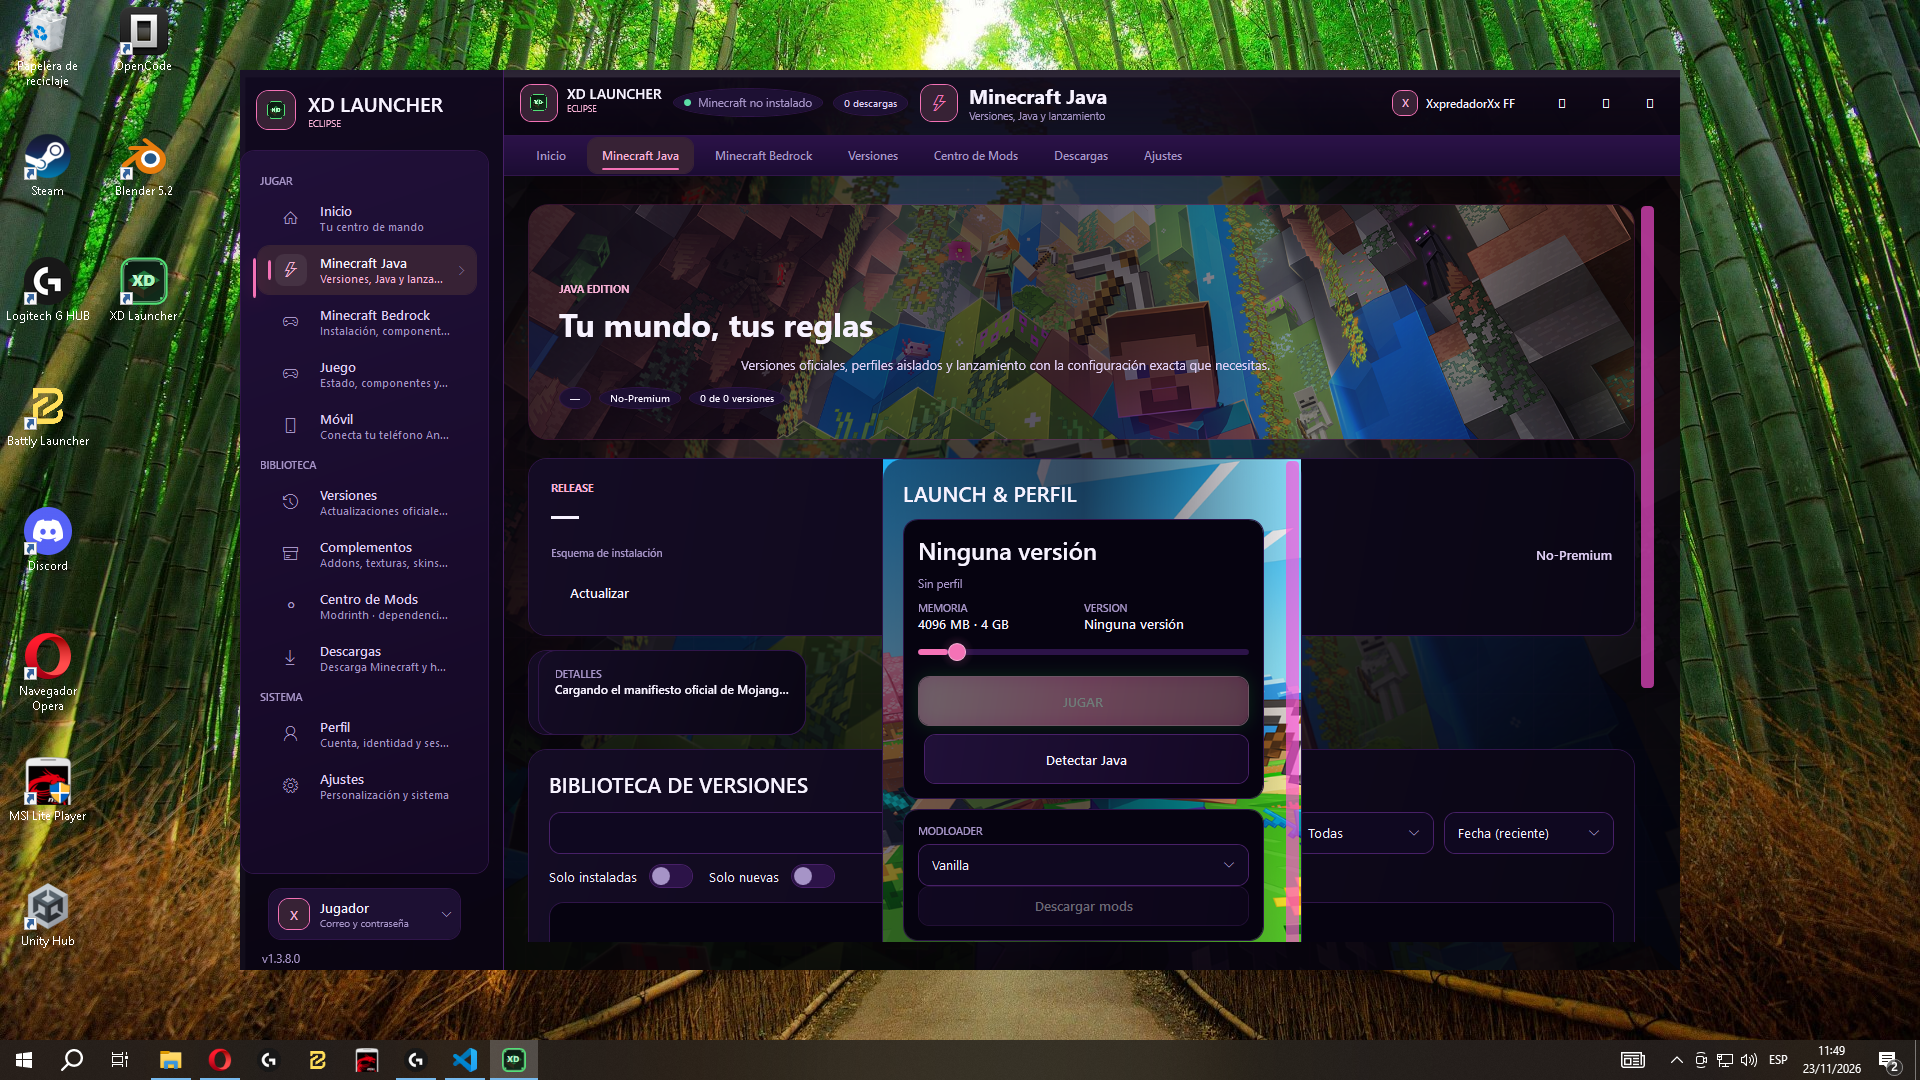 Papelera de
reciclaje
OpenCode
Steam
Blender 5.2
Logitech G HUB
XD Launcher
Battly Launcher
Discord
Navegador
Opera
MSI Lite Player
Unity Hub
XD LAUNCHER
ECLIPSE
JUGAR
Inicio
Tu centro de mando
Minecraft Java
Versiones, Java y lanza...
Minecraft Bedrock
Instalación, component...
Juego
Estado, componentes y...
Móvil
Conecta tu teléfono An...
BIBLIOTECA
Versiones
Actualizaciones oficiale...
Complementos
Addons, texturas, skins...
Centro de Mods
Modrinth · dependenci...
Descargas
Descarga Minecraft y h...
SISTEMA
Perfil
Cuenta, identidad y ses...
Ajustes
Personalización y sistema
X
Jugador
Correo y contraseña
v1.3.8.0
XD LAUNCHER
ECLIPSE
Minecraft no instalado
0 descargas
Minecraft Java
Versiones, Java y lanzamiento
X
XxpredadorXx FF
Inicio
Minecraft Java
Minecraft Bedrock
Versiones
Centro de Mods
Descargas
Ajustes
JAVA EDITION
Tu mundo, tus reglas
Versiones oficiales, perfiles aislados y lanzamiento con la configuración exacta que necesitas.
—
No-Premium
0 de 0 versiones
RELEASE
—
Esquema de instalación
Actualizar
No-Premium
DETALLES
Cargando el manifiesto oficial de Mojang...
BIBLIOTECA DE VERSIONES
Todas
Fecha (reciente)
Solo instaladas
Solo nuevas
LAUNCH & PERFIL
Ninguna versión
Sin perfil
MEMORIA
4096 MB · 4 GB
VERSION
Ninguna versión
JUGAR
Detectar Java
MODLOADER
Vanilla
Descargar mods
XD
ESP
11:49
23/11/2026
2